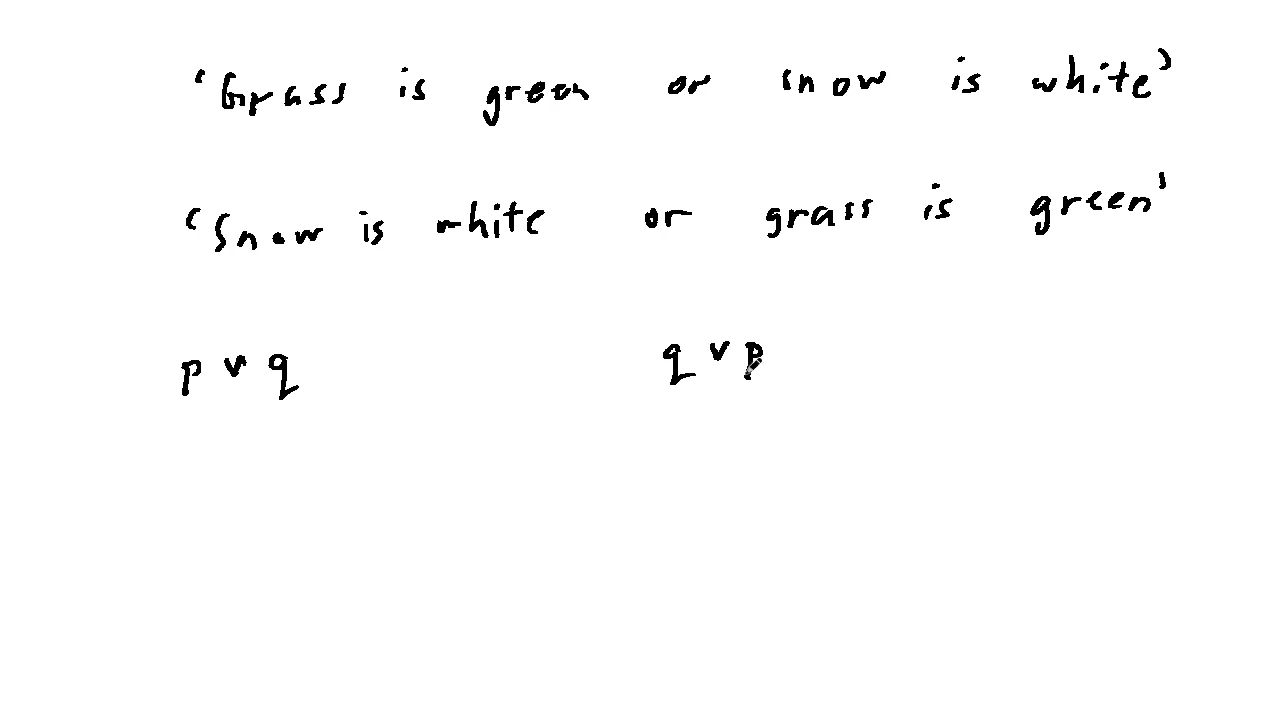 ‘Grass is green or snow is white’
‘Snow is white or grass is green’
p v q q v p